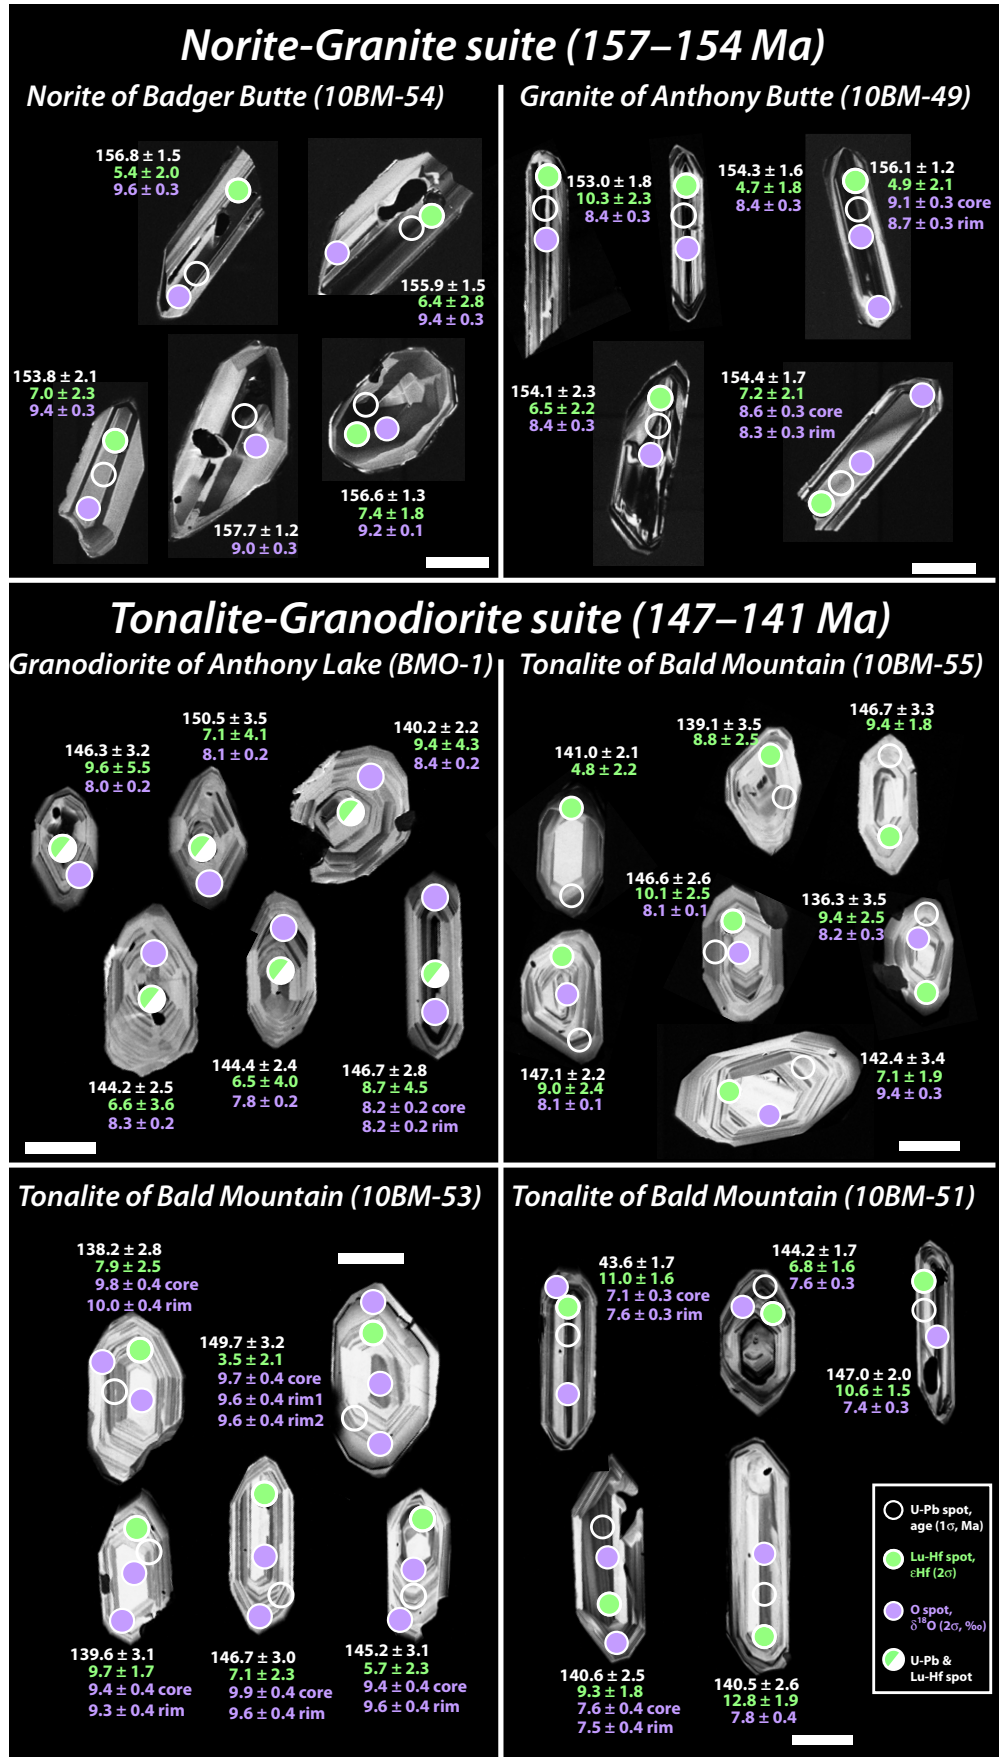 Norite-Granite suite (157–154 Ma)
Norite of Badger Butte (10BM-54)
156.8 ± 1.5
5.4 ± 2.0
9.6 ± 0.3
155.9 ± 1.5
6.4 ± 2.8
9.4 ± 0.3
153.8 ± 2.1
7.0 ± 2.3
9.4 ± 0.3
157.7 ± 1.2
9.0 ± 0.3
156.6 ± 1.3
7.4 ± 1.8
9.2 ± 0.1
Granite of Anthony Butte (10BM-49)
153.0 ± 1.8
10.3 ± 2.3
8.4 ± 0.3
154.3 ± 1.6
4.7 ± 1.8
8.4 ± 0.3
156.1 ± 1.2
4.9 ± 2.1
9.1 ± 0.3 core
8.7 ± 0.3 rim
154.1 ± 2.3
6.5 ± 2.2
8.4 ± 0.3
154.4 ± 1.7
7.2 ± 2.1
8.6 ± 0.3 core
8.3 ± 0.3 rim
Tonalite-Granodiorite suite (147–141 Ma)
Granodiorite of Anthony Lake (BMO-1)
146.3 ± 3.2
9.6 ± 5.5
8.0 ± 0.2
150.5 ± 3.5
7.1 ± 4.1
8.1 ± 0.2
140.2 ± 2.2
9.4 ± 4.3
8.4 ± 0.2
144.2 ± 2.5
6.6 ± 3.6
8.3 ± 0.2
144.4 ± 2.4
6.5 ± 4.0
7.8 ± 0.2
146.7 ± 2.8
8.7 ± 4.5
8.2 ± 0.2 core
8.2 ± 0.2 rim
Tonalite of Bald Mountain (10BM-55)
141.0 ± 2.1
4.8 ± 2.2
139.1 ± 3.5
8.8 ± 2.5
146.7 ± 3.3
9.4 ± 1.8
146.6 ± 2.6
10.1 ± 2.5
8.1 ± 0.1
136.3 ± 3.5
9.4 ± 2.5
8.2 ± 0.3
147.1 ± 2.2
9.0 ± 2.4
8.1 ± 0.1
142.4 ± 3.4
7.1 ± 1.9
9.4 ± 0.3
Tonalite of Bald Mountain (10BM-53)
138.2 ± 2.8
7.9 ± 2.5
9.8 ± 0.4 core
10.0 ± 0.4 rim
149.7 ± 3.2
3.5 ± 2.1
9.7 ± 0.4 core
9.6 ± 0.4 rim1
9.6 ± 0.4 rim2
139.6 ± 3.1
9.7 ± 1.7
9.4 ± 0.4 core
9.3 ± 0.4 rim
146.7 ± 3.0
7.1 ± 2.3
9.9 ± 0.4 core
9.6 ± 0.4 rim
145.2 ± 3.1
5.7 ± 2.3
9.4 ± 0.4 core
9.6 ± 0.4 rim
Tonalite of Bald Mountain (10BM-51)
43.6 ± 1.7
11.0 ± 1.6
7.1 ± 0.3 core
7.6 ± 0.3 rim
144.2 ± 1.7
6.8 ± 1.6
7.6 ± 0.3
147.0 ± 2.0
10.6 ± 1.5
7.4 ± 0.3
140.6 ± 2.5
9.3 ± 1.8
7.6 ± 0.4 core
7.5 ± 0.4 rim
140.5 ± 2.6
12.8 ± 1.9
7.8 ± 0.4
U-Pb spot,
age (1σ, Ma)
Lu-Hf spot,
εHf (2σ)
O spot,
δ¹⁸O (2σ, ‰)
U-Pb &
Lu-Hf spot